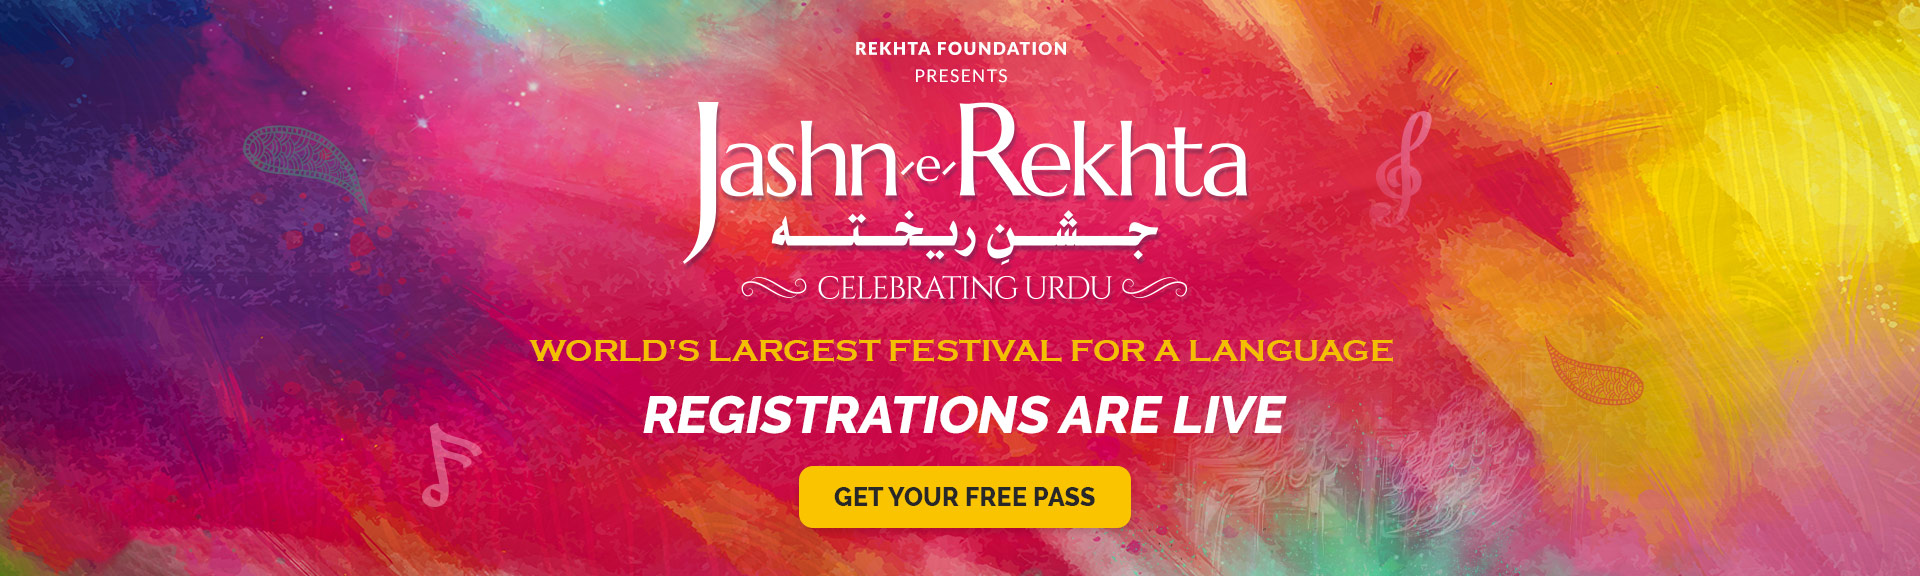 REKHTA FOUNDATION
PRESENTS
Jashn-e-Rekhta
جشنِ ریختہ
CELEBRATING URDU
WORLD'S LARGEST FESTIVAL FOR A LANGUAGE
REGISTRATIONS ARE LIVE
GET YOUR FREE PASS